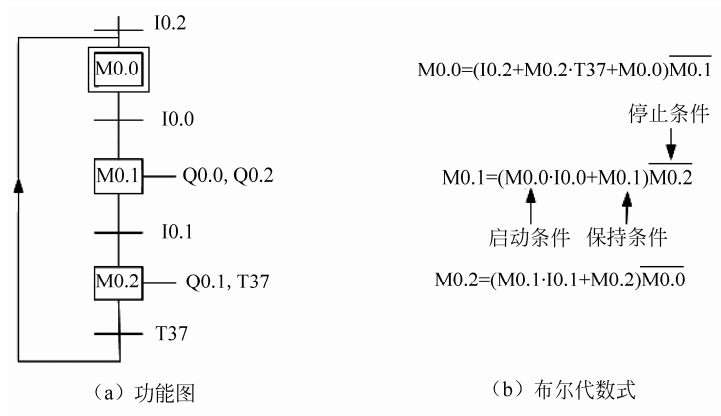 I0.2
M0.0
I0.0
M0.1
Q0.0, Q0.2
I0.1
M0.2
Q0.1, T37
T37
(a)功能图
M0.0=(I0.2+M0.2·T37+M0.0)M̅0̅.̅1̅
停止条件
M0.1=(M0.0·I0.0+M0.1)M̅0̅.̅2̅
启动条件 保持条件
M0.2=(M0.1·I0.1+M0.2)M̅0̅.̅0̅
(b)布尔代数式